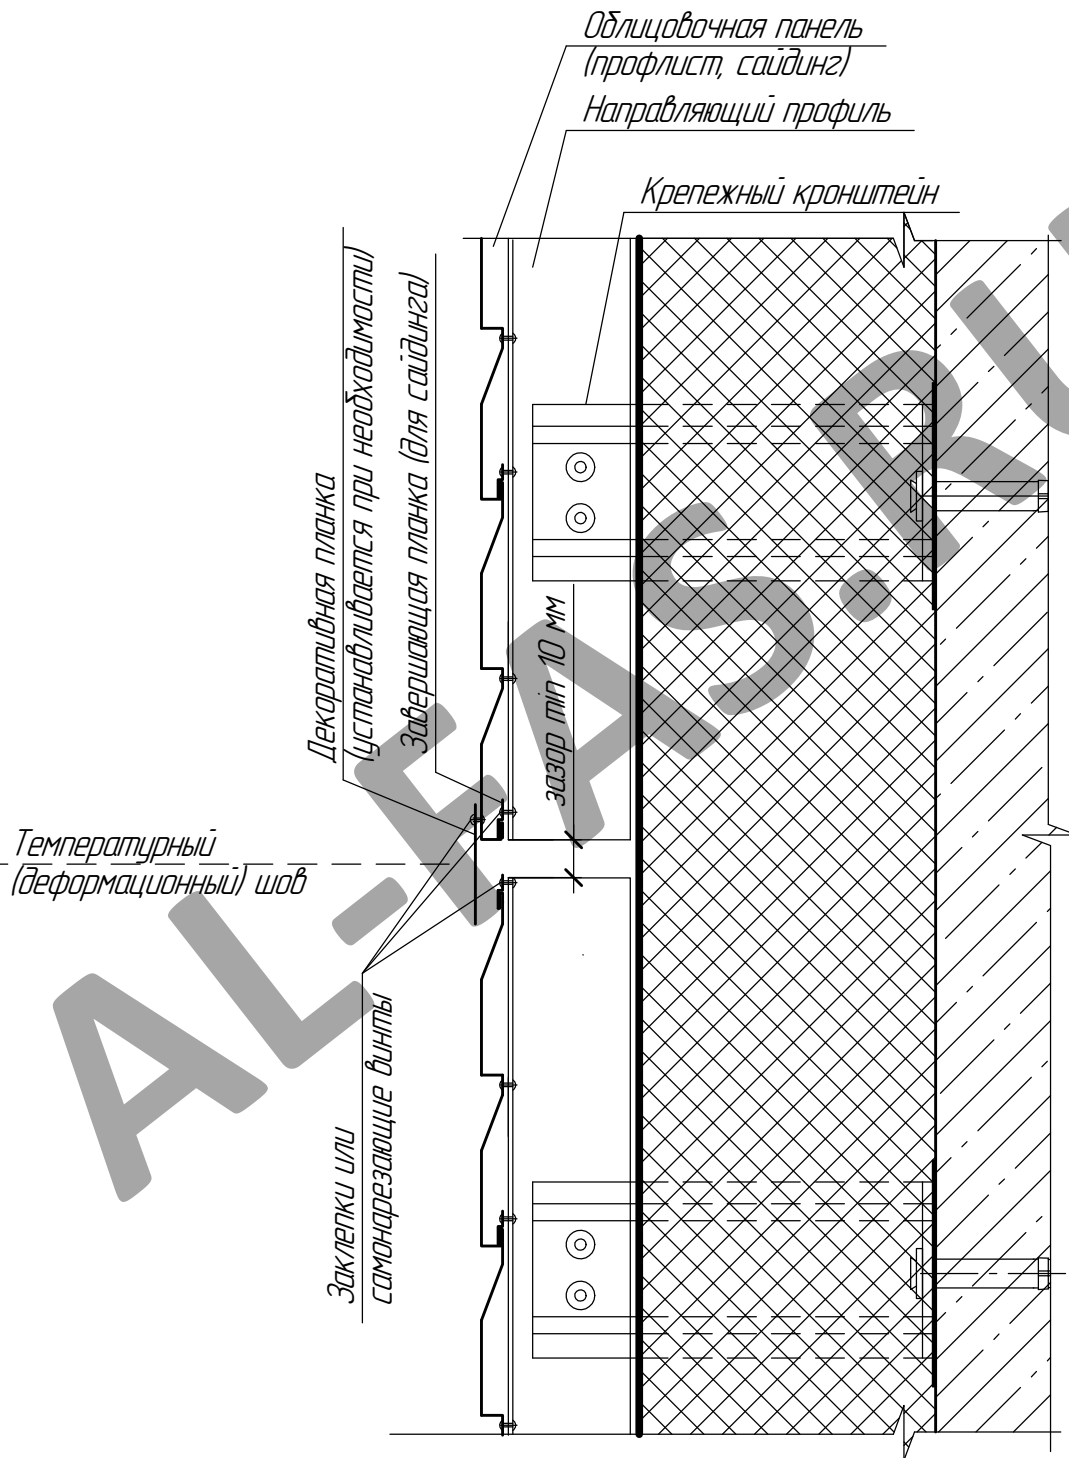 Облицовочная панель
(профлист, сайдинг)
Направляющий профиль
Крепежный кронштейн
Декоративная планка
(устанавливается при необходимости)
Завершающая планка (для сайдинга)
зазор min 10 мм
Температурный
(деформационный) шов
Заклепки или
самонарезающие винты
AL-FAS.RU